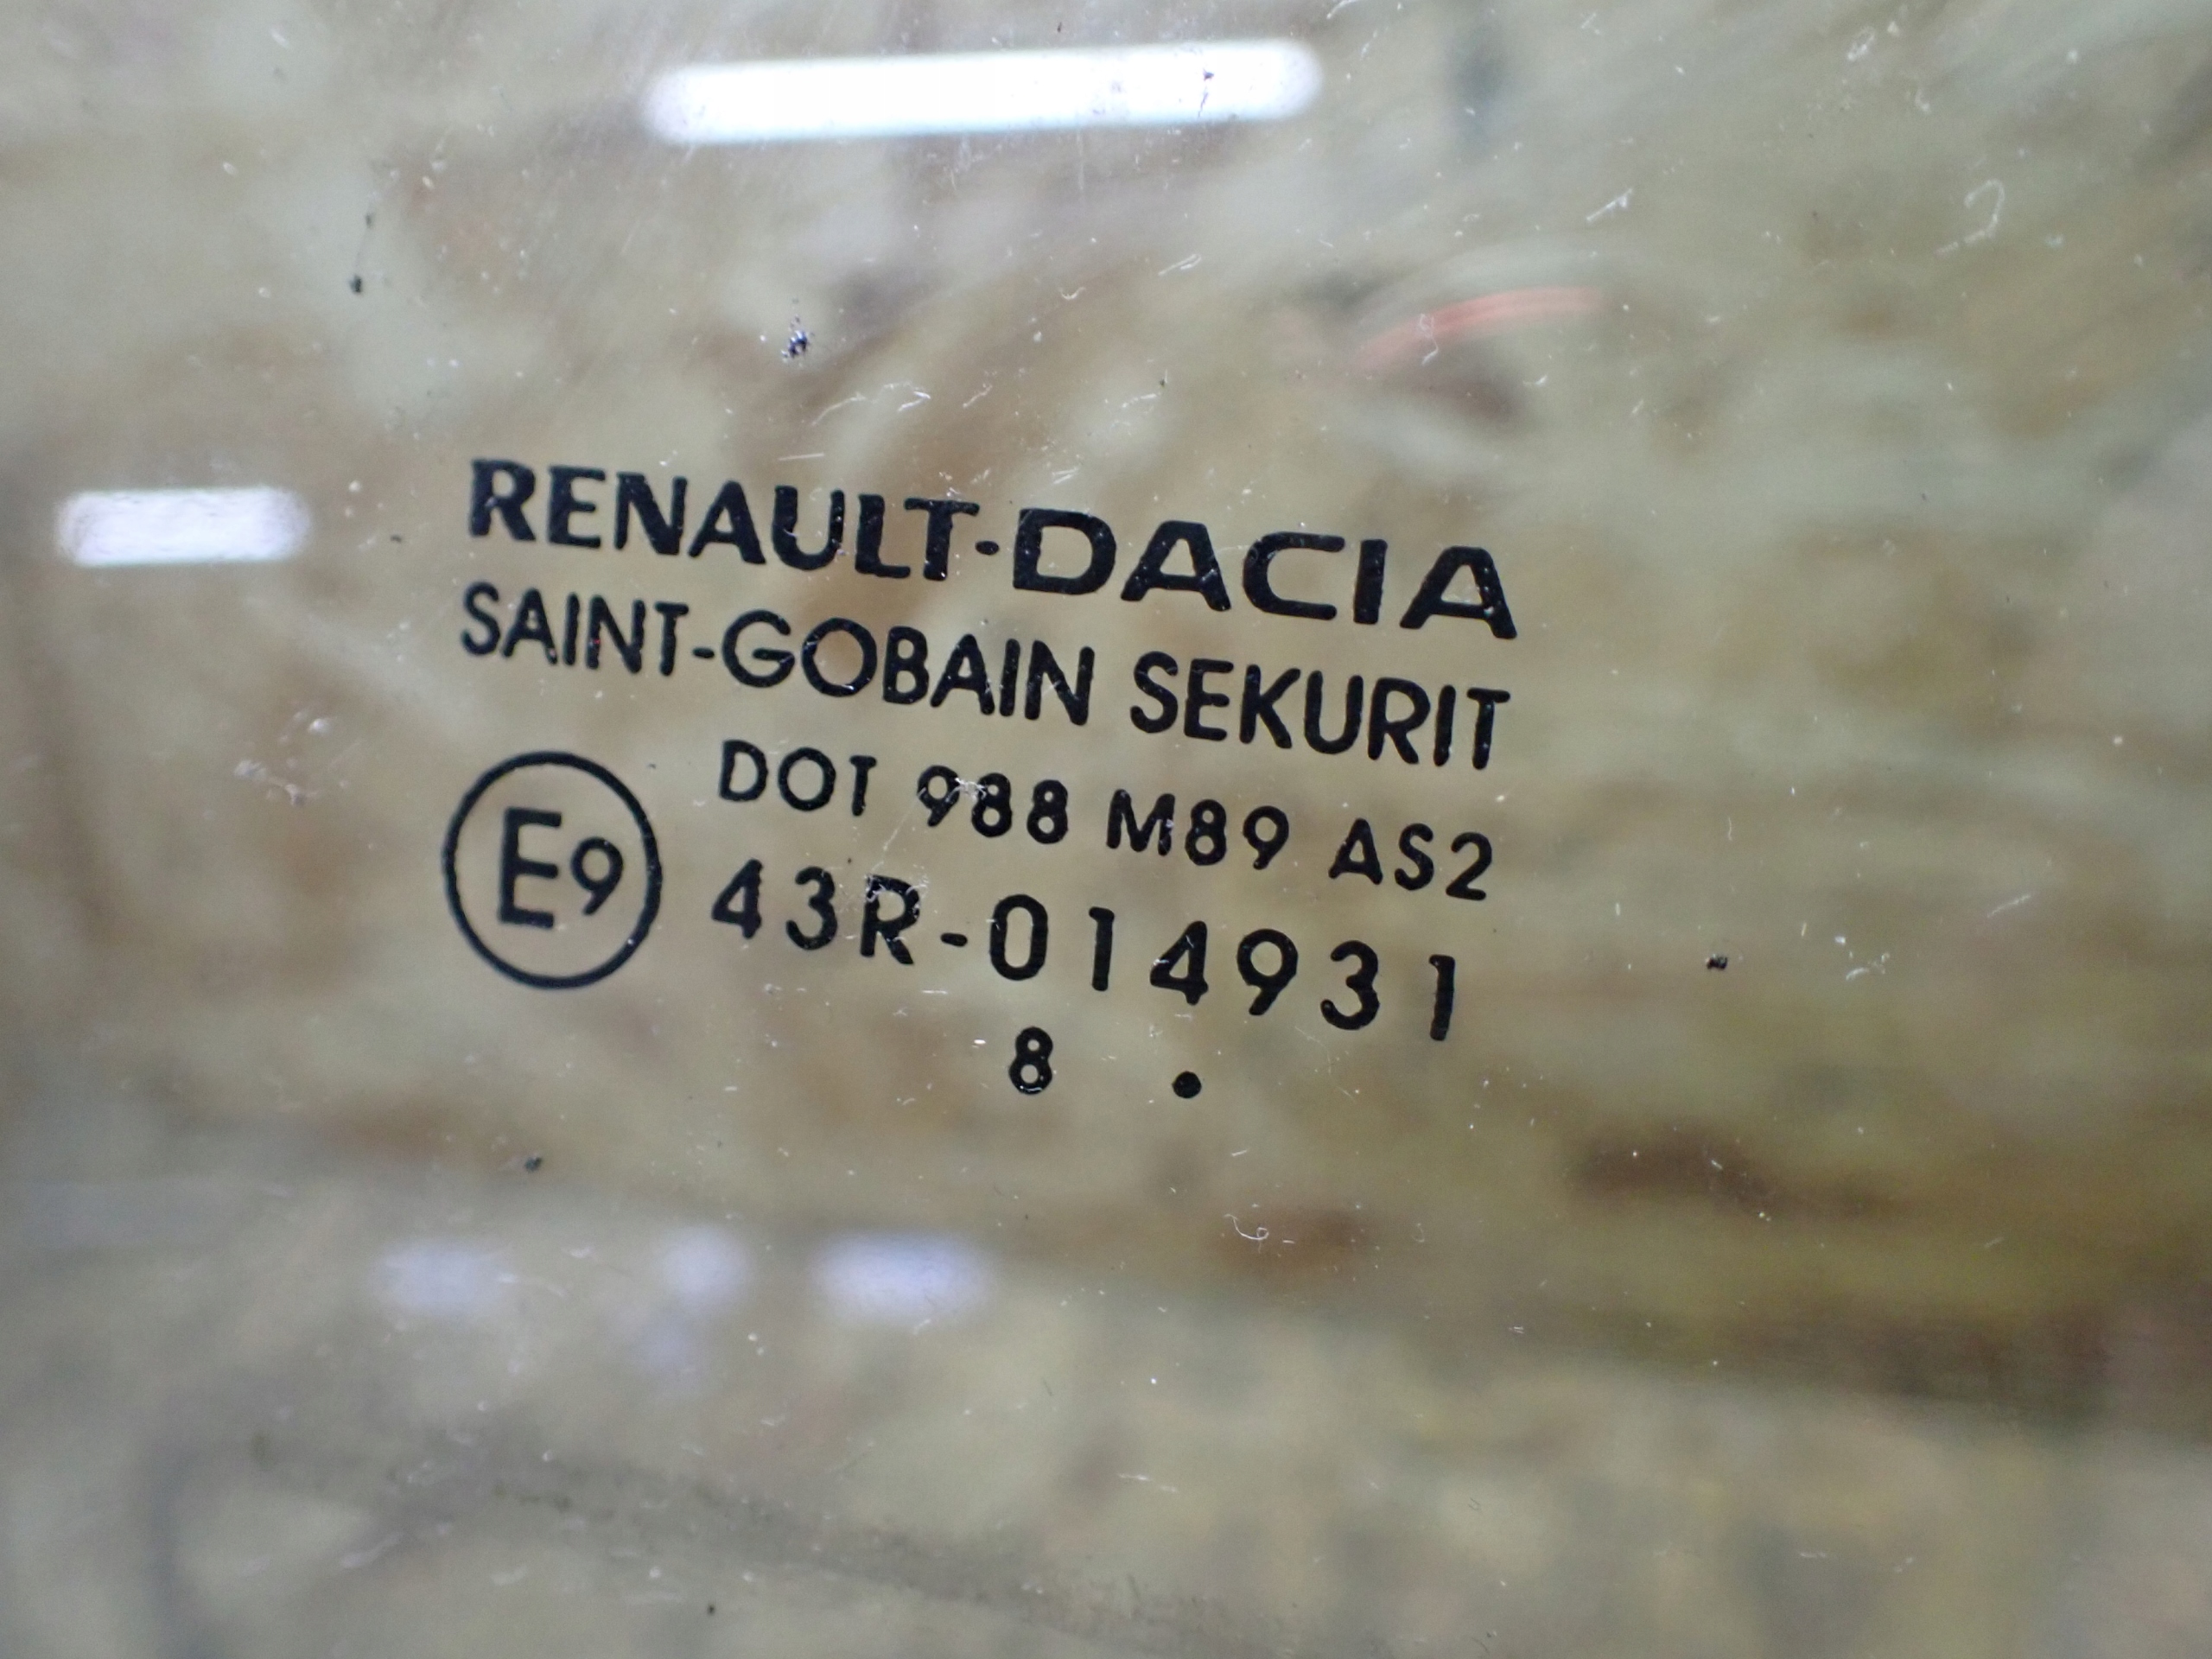 RENAULT·DACIA
SAINT-GOBAIN SEKURIT
DOT 988 M89 AS2
E9 43R-014931
8 •